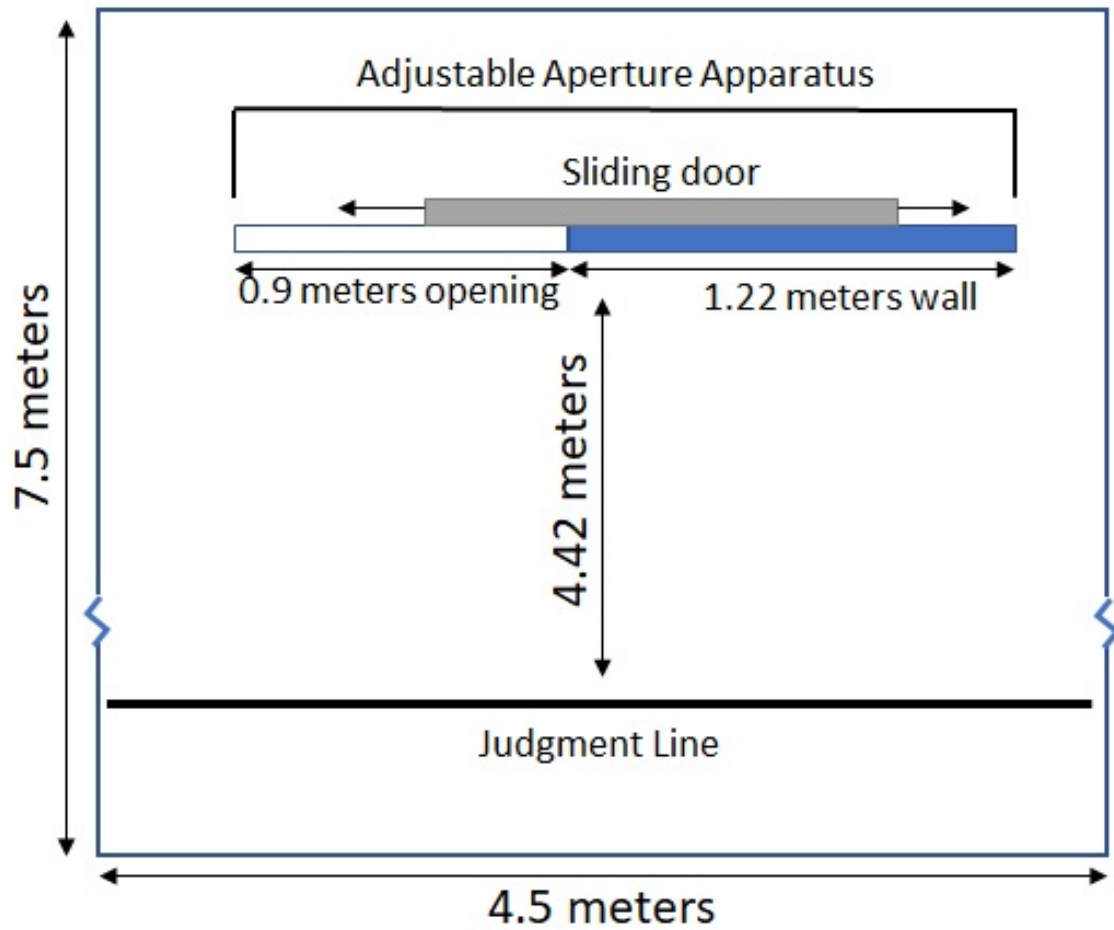 Adjustable Aperture Apparatus
Sliding door
0.9 meters opening
1.22 meters wall
7.5 meters
4.42 meters
Judgment Line
4.5 meters